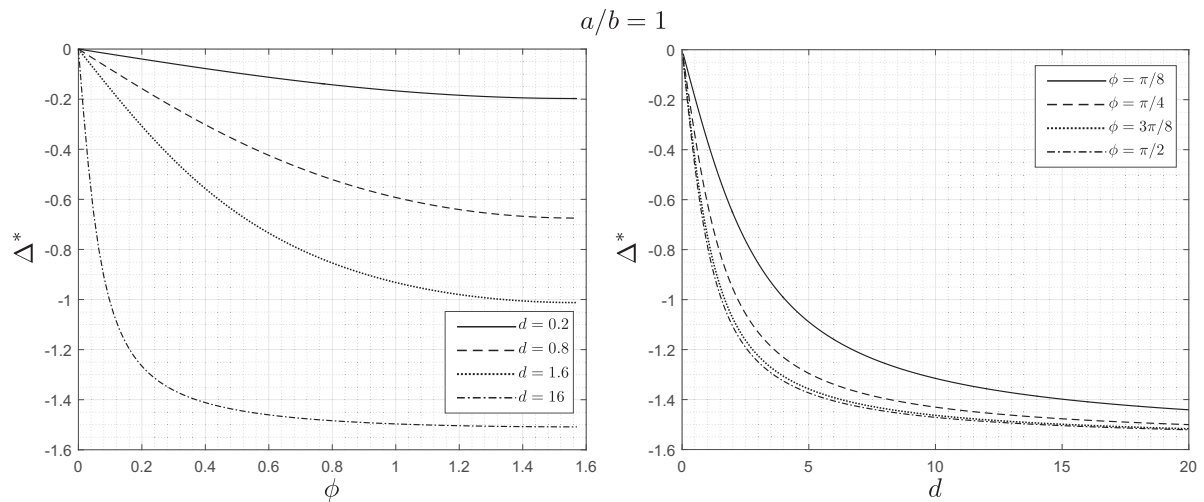 a/b = 1
0
-0.2
-0.4
-0.6
-0.8
-1
-1.2
-1.4
-1.6
Δ*
0 0.2 0.4 0.6 0.8 1 1.2 1.4 1.6
ϕ
d = 0.2
d = 0.8
d = 1.6
d = 16
0
-0.2
-0.4
-0.6
-0.8
-1
-1.2
-1.4
-1.6
Δ*
0 5 10 15 20
d
ϕ = π/8
ϕ = π/4
ϕ = 3π/8
ϕ = π/2